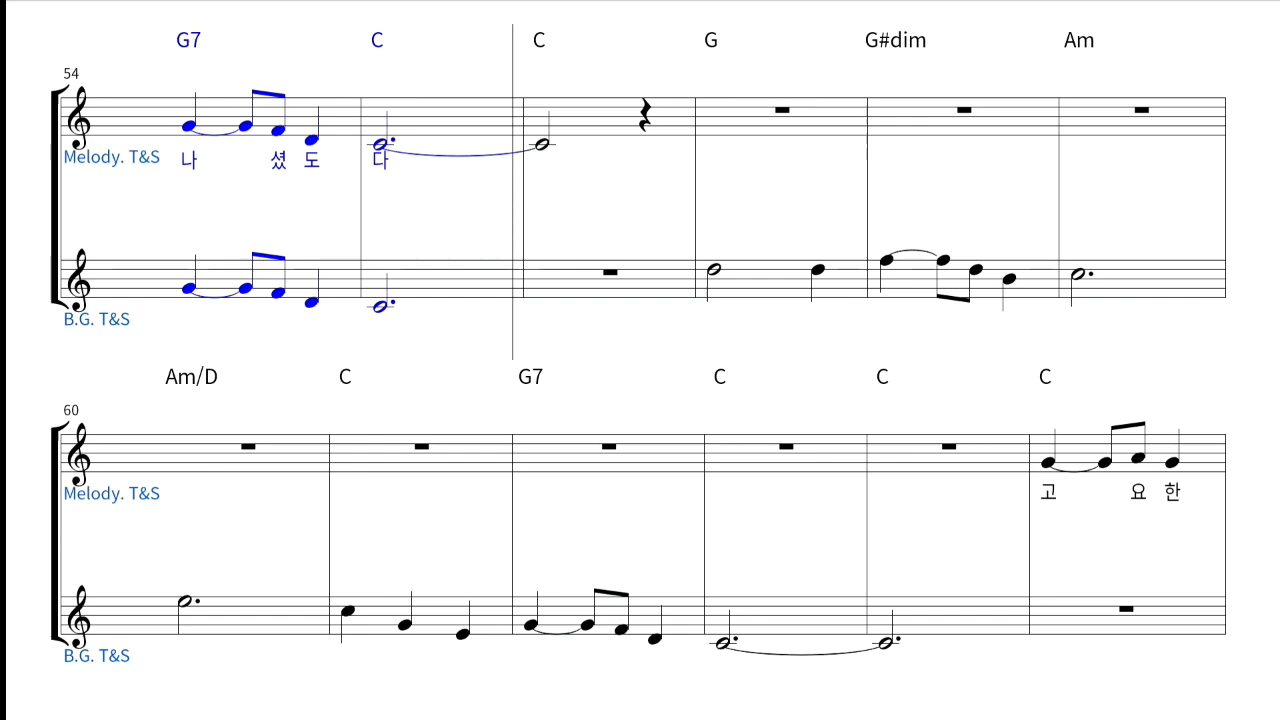 G7 C C G G#dim Am
54
Melody. T&S 나 셨 도 다
B.G. T&S
Am/D C G7 C C C
60
Melody. T&S 고 요 한
B.G. T&S